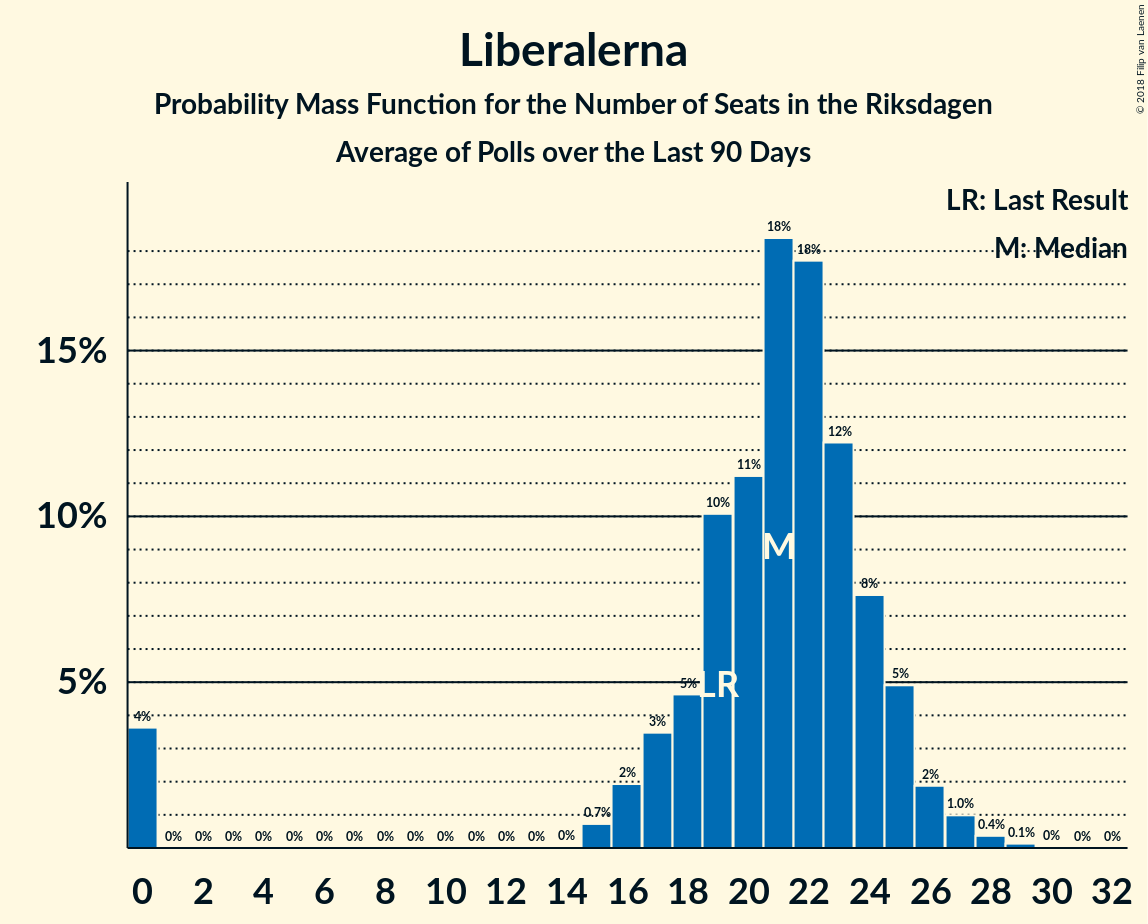 Liberalerna
Probability Mass Function for the Number of Seats in the Riksdagen
Average of Polls over the Last 90 Days
© 2018 Filip van Laenen
LR: Last Result
M: Median
15%
10%
5%
4% 0% 0% 0% 0% 0% 0% 0% 0% 0% 0% 0% 0% 0% 0% 0.7% 2% 3% 5% 10% 11% 18% 18% 12% 8% 5% 2% 1.0% 0.4% 0.1% 0% 0% 0%
LR
M
0 2 4 6 8 10 12 14 16 18 20 22 24 26 28 30 32